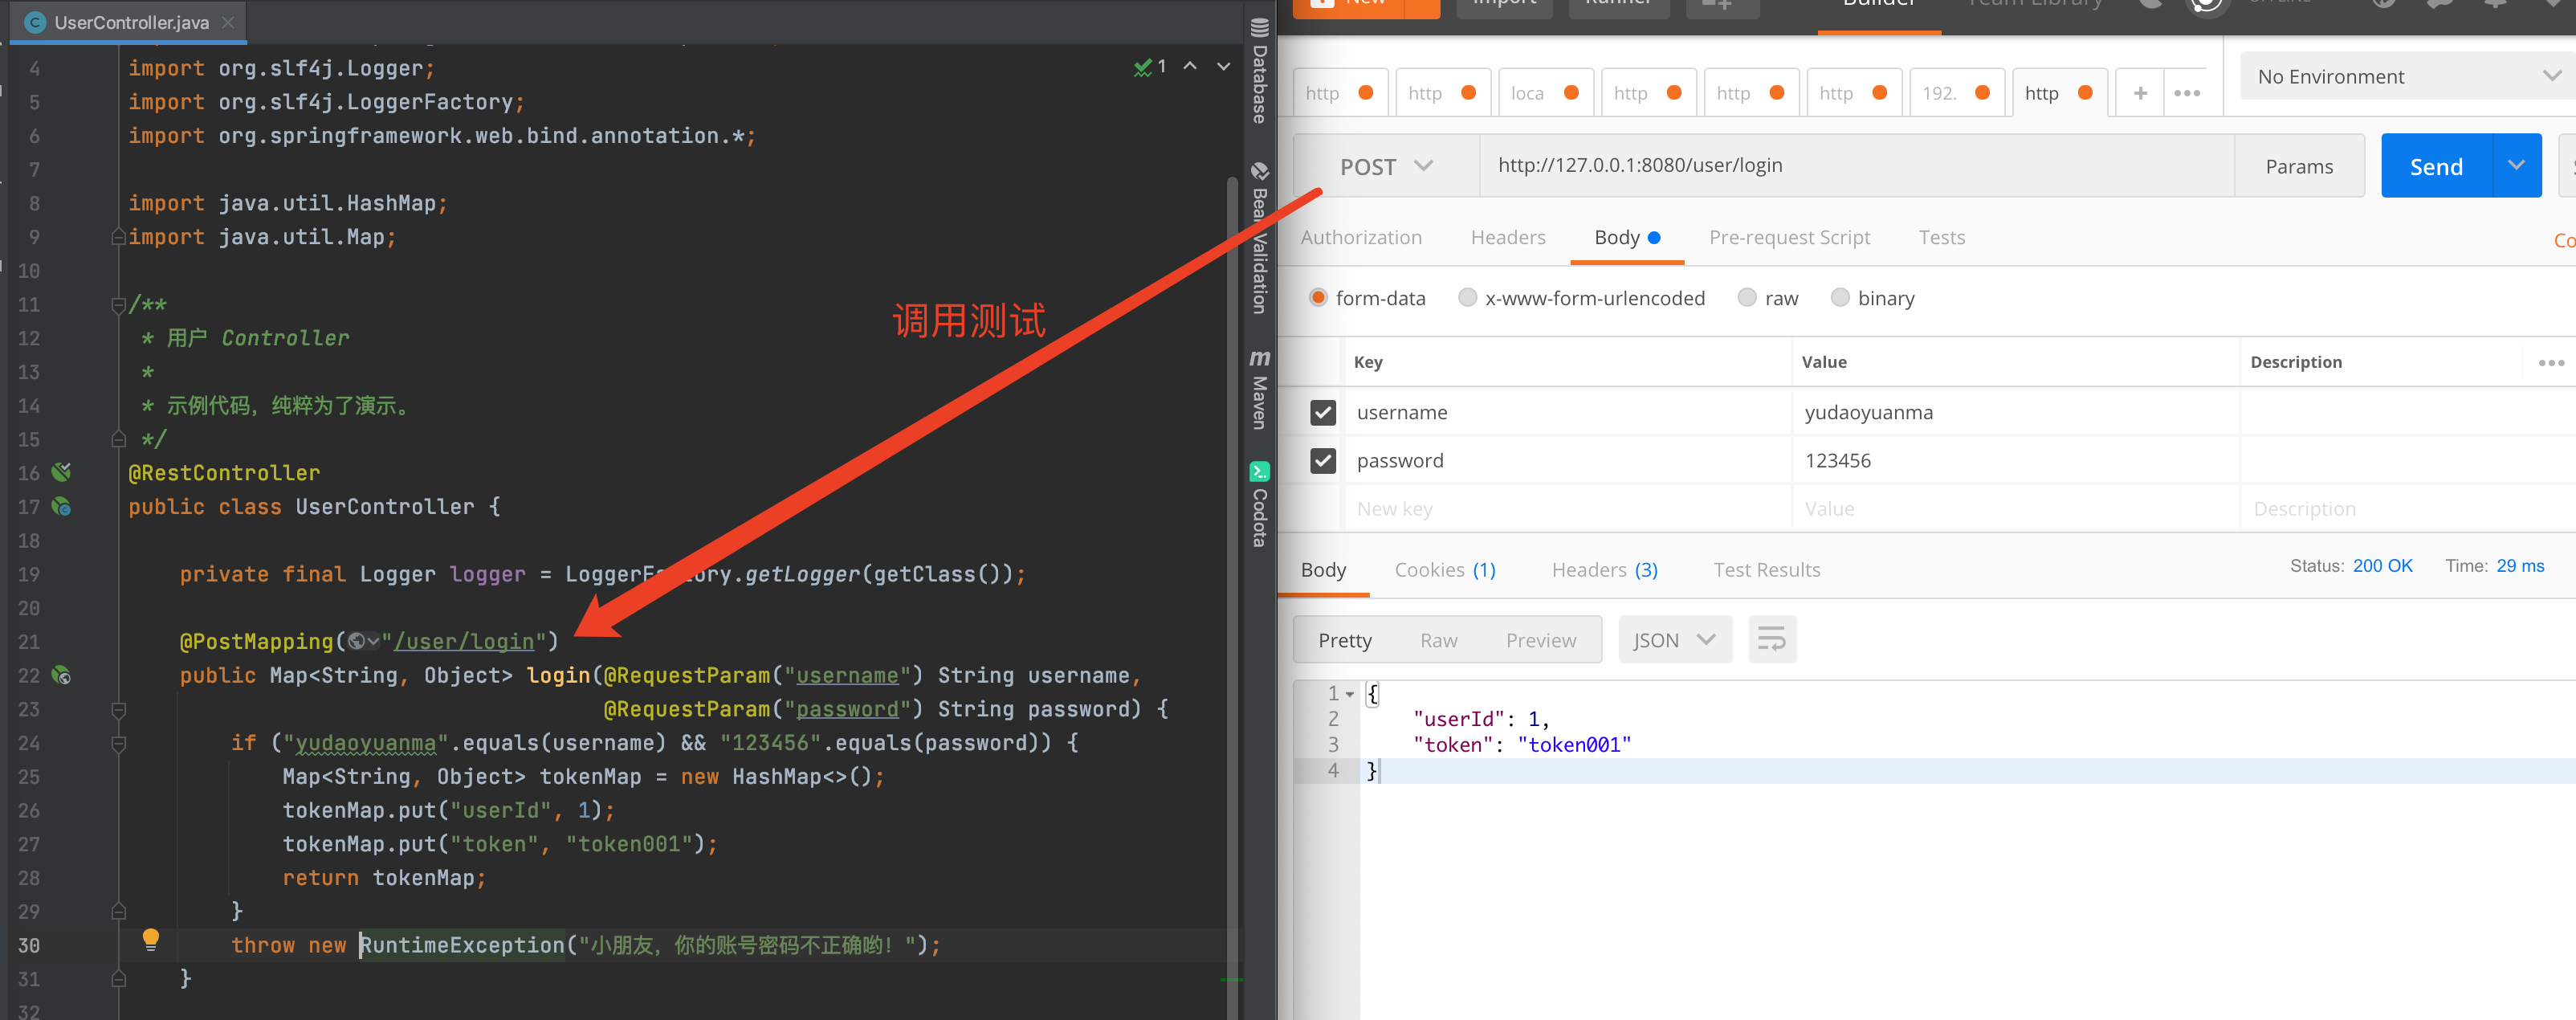 UserController.java
4 import org.slf4j.Logger;
5 import org.slf4j.LoggerFactory;
6 import org.springframework.web.bind.annotation.*;
7
8 import java.util.HashMap;
9 import java.util.Map;
10
11 /**
12 * 用户 Controller
13 *
14 * 示例代码，纯粹为了演示。
15 */
16 @RestController
17 public class UserController {
18
19 private final Logger logger = LoggerFactory.getLogger(getClass());
20
21 @PostMapping("/user/login")
22 public Map<String, Object> login(@RequestParam("username") String username,
23 @RequestParam("password") String password) {
24 if ("yudaoyuanma".equals(username) && "123456".equals(password)) {
25 Map<String, Object> tokenMap = new HashMap<>();
26 tokenMap.put("userId", 1);
27 tokenMap.put("token", "token001");
28 return tokenMap;
29 }
30 throw new RuntimeException("小朋友，你的账号密码不正确哟！");
31 }
32
1
调用测试
Database
Bean Validation
Maven
Codota
New Import Runner Builder Team Library
http http loca http http http 192. http + •••
No Environment
POST http://127.0.0.1:8080/user/login Params Send
Authorization Headers Body Pre-request Script Tests Co
form-data x-www-form-urlencoded raw binary
Key Value Description •••
username yudaoyuanma
password 123456
New key Value Description
Body Cookies (1) Headers (3) Test Results Status: 200 OK Time: 29 ms
Pretty Raw Preview JSON
1 {
2 "userId": 1,
3 "token": "token001"
4 }